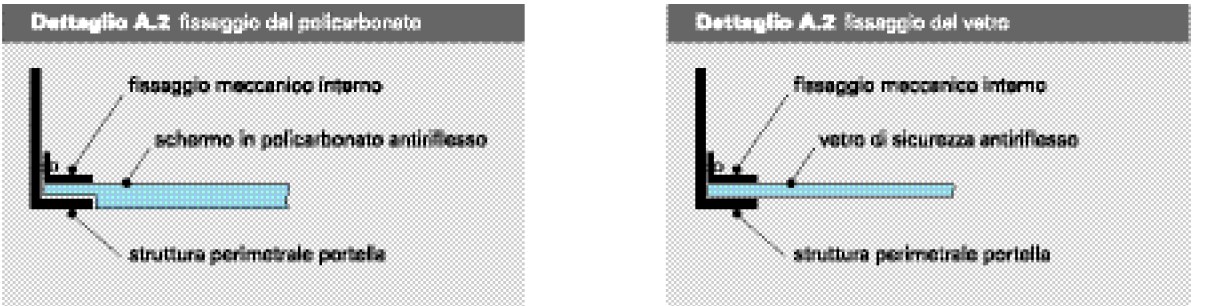 Dettaglio A.2 fissaggio del policarbonato
fissaggio meccanico interno
schermo in policarbonato antiriflesso
struttura perimetrale portella
Dettaglio A.2 fissaggio del vetro
fissaggio meccanico interno
vetro di sicurezza antiriflesso
struttura perimetrale portella